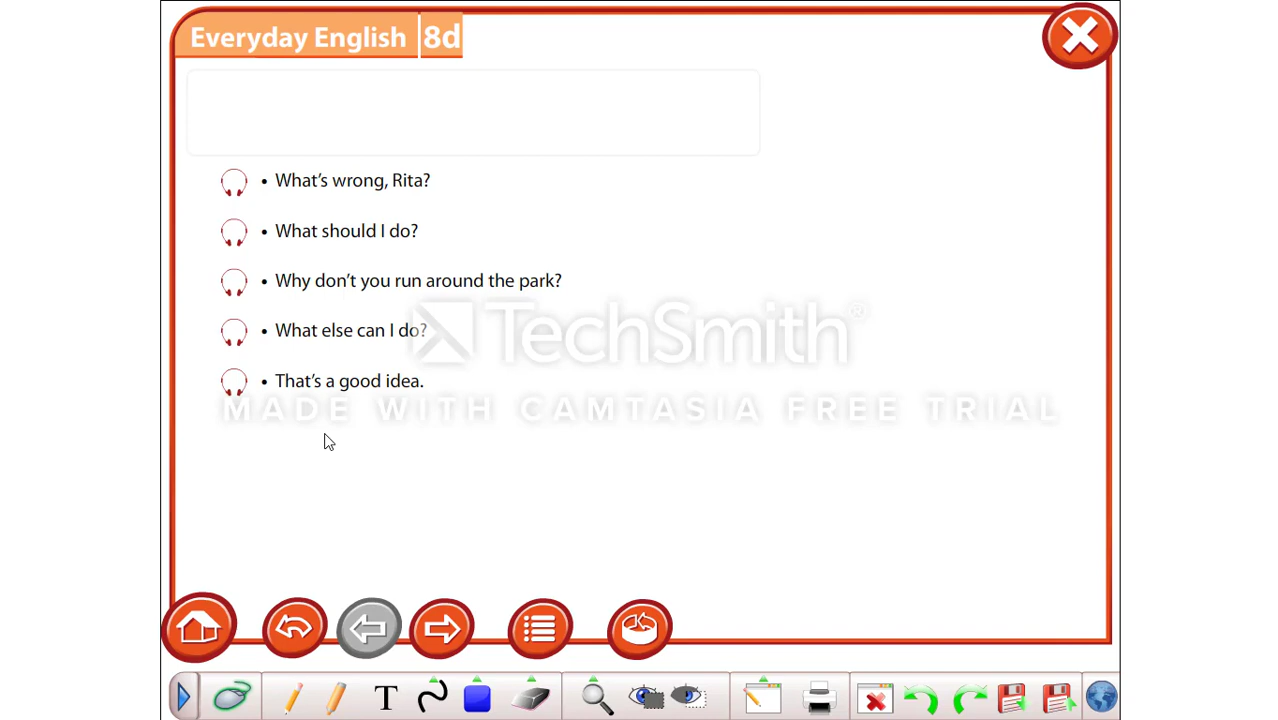 Everyday English 8d
• What's wrong, Rita?
• What should I do?
• Why don't you run around the park?
• What else can I do?
• That's a good idea.
TechSmith®
MADE WITH CAMTASIA FREE TRIAL
T